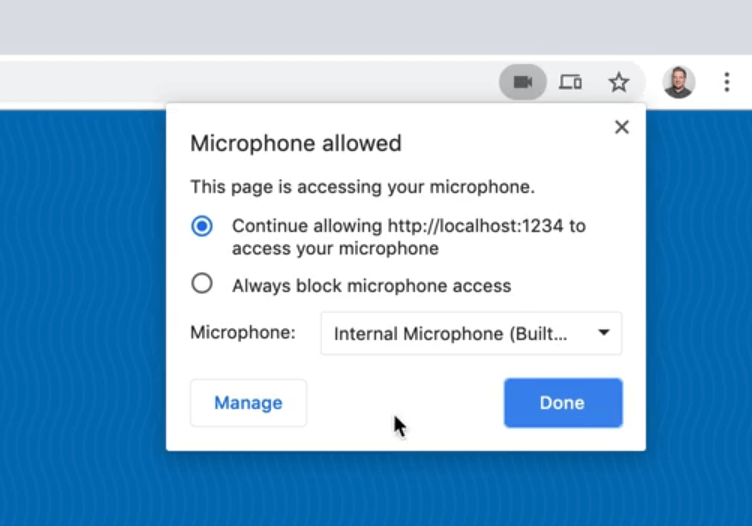 Microphone allowed
This page is accessing your microphone.
Continue allowing http://localhost:1234 to
access your microphone
Always block microphone access
Microphone: Internal Microphone (Built...
Manage Done